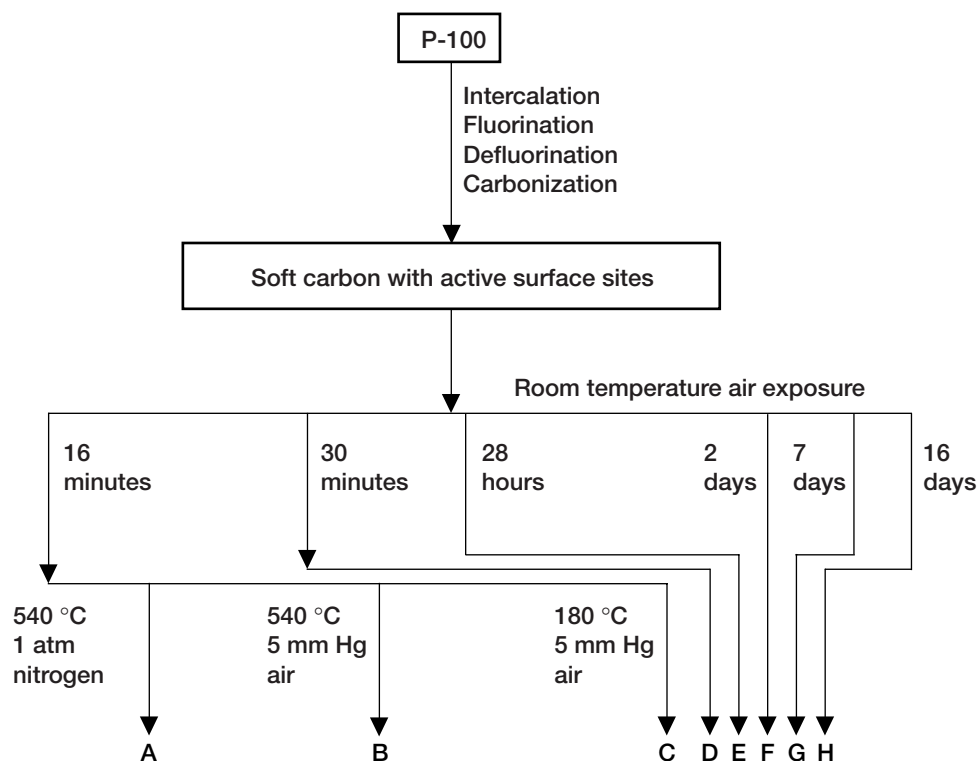 P-100
Intercalation
Fluorination
Defluorination
Carbonization
Soft carbon with active surface sites
Room temperature air exposure
16
minutes
30
minutes
28
hours
2
days
7
days
16
days
540 °C
1 atm
nitrogen
540 °C
5 mm Hg
air
180 °C
5 mm Hg
air
A
B
C
D
E
F
G
H